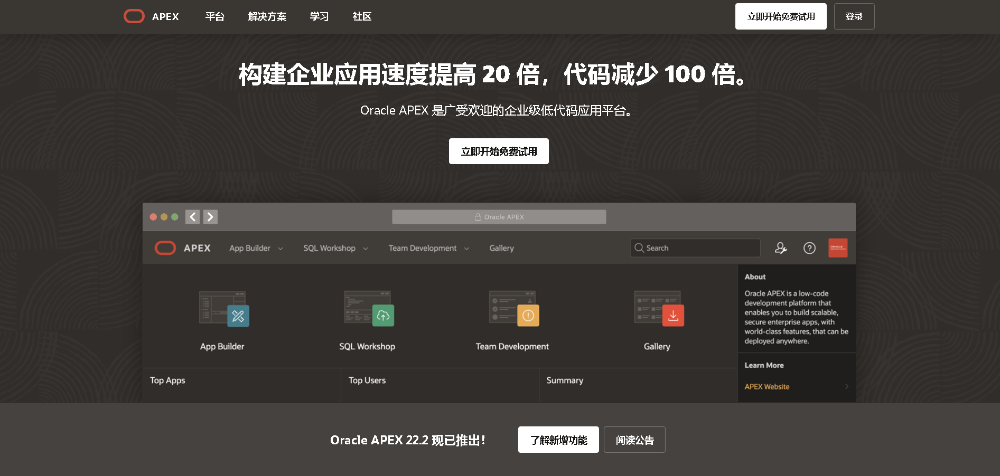 APEX 平台 解决方案 学习 社区 立即开始免费试用 登录
构建企业应用速度提高 20 倍，代码减少 100 倍。
Oracle APEX 是广受欢迎的企业级低代码应用平台。
立即开始免费试用
Oracle APEX
APEX App Builder SQL Workshop Team Development Gallery Search
App Builder SQL Workshop Team Development Gallery
Top Apps Top Users Summary
About
Oracle APEX is a low-code
development platform that
enables you to build scalable,
secure enterprise apps, with
world-class features, that can be
deployed anywhere.
Learn More
APEX Website
Oracle APEX 22.2 现已推出！ 了解新增功能 阅读公告